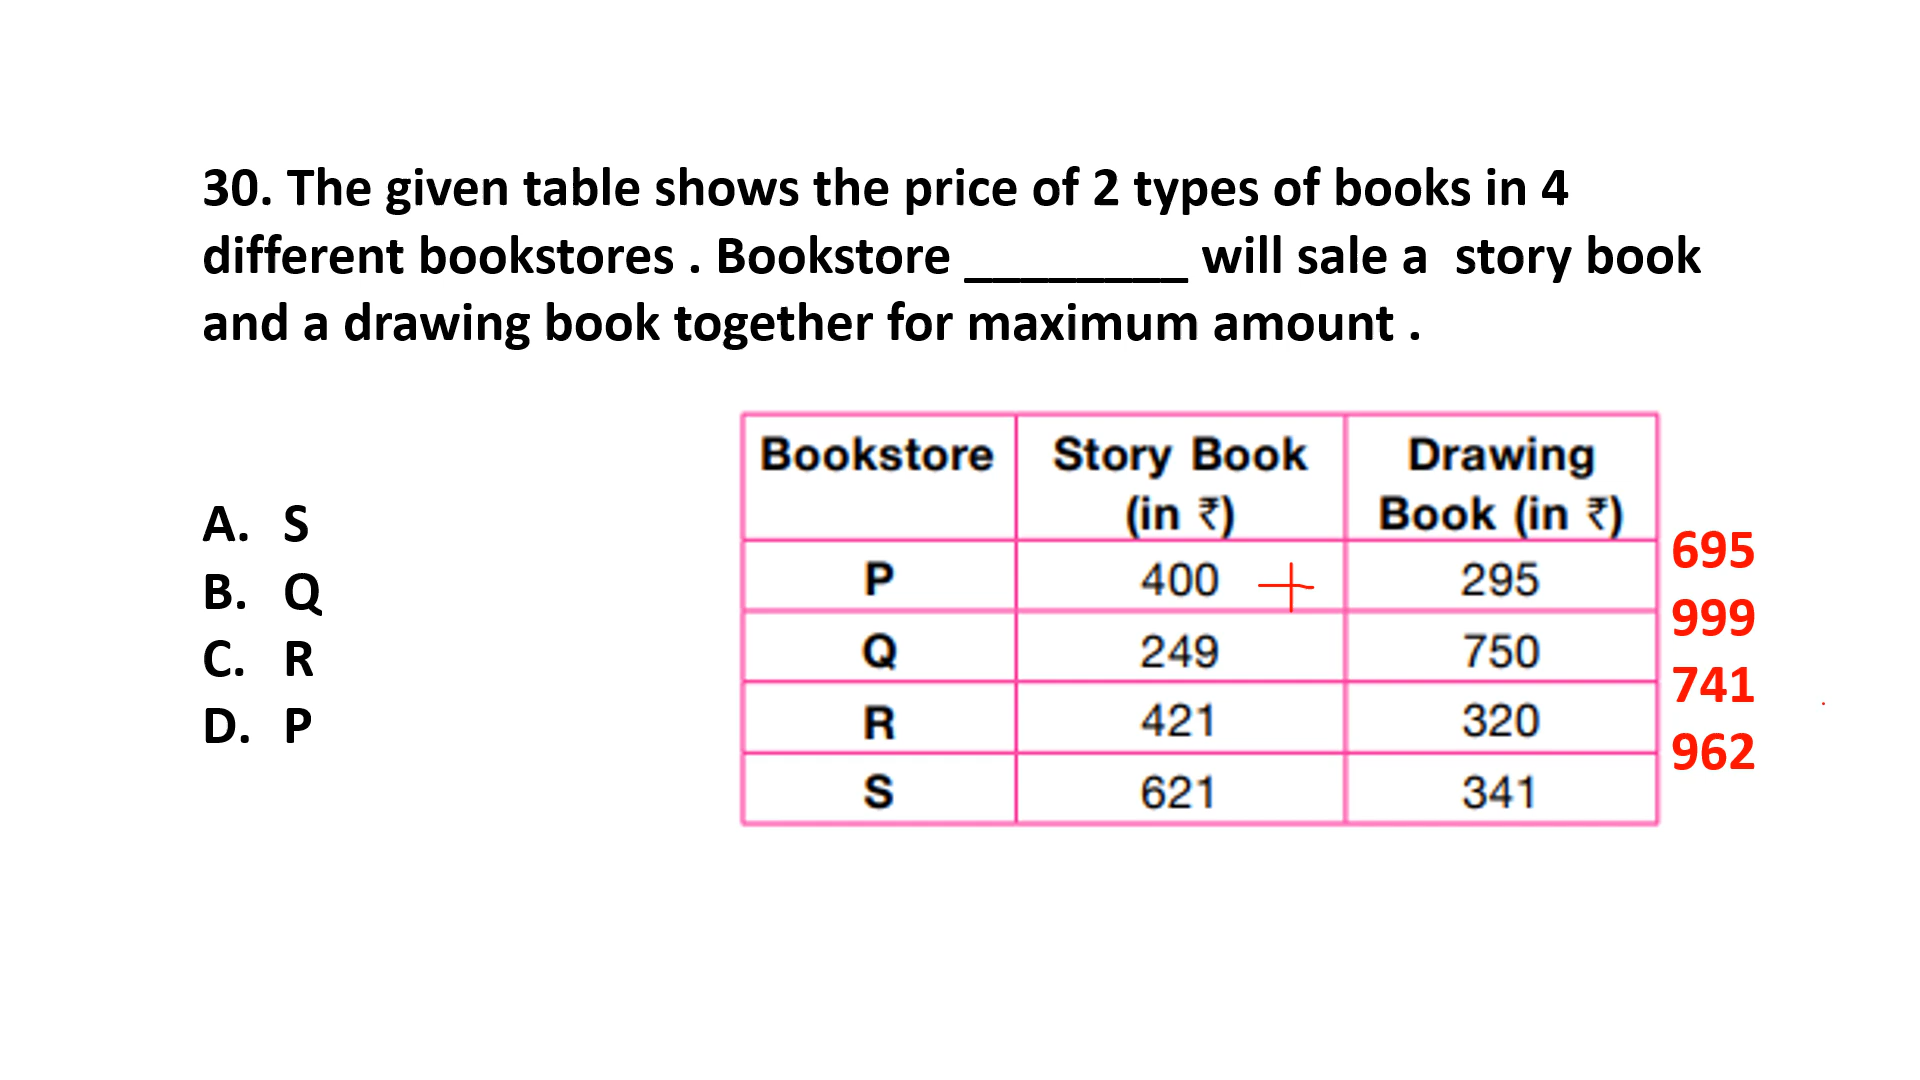 30. The given table shows the price of 2 types of books in 4
different bookstores . Bookstore ________ will sale a  story book
and a drawing book together for maximum amount .
A. S
B. Q
C. R
D. P
Bookstore Story Book (in ₹) Drawing Book (in ₹)
P 400 + 295 695
Q 249 750 999
R 421 320 741
S 621 341 962